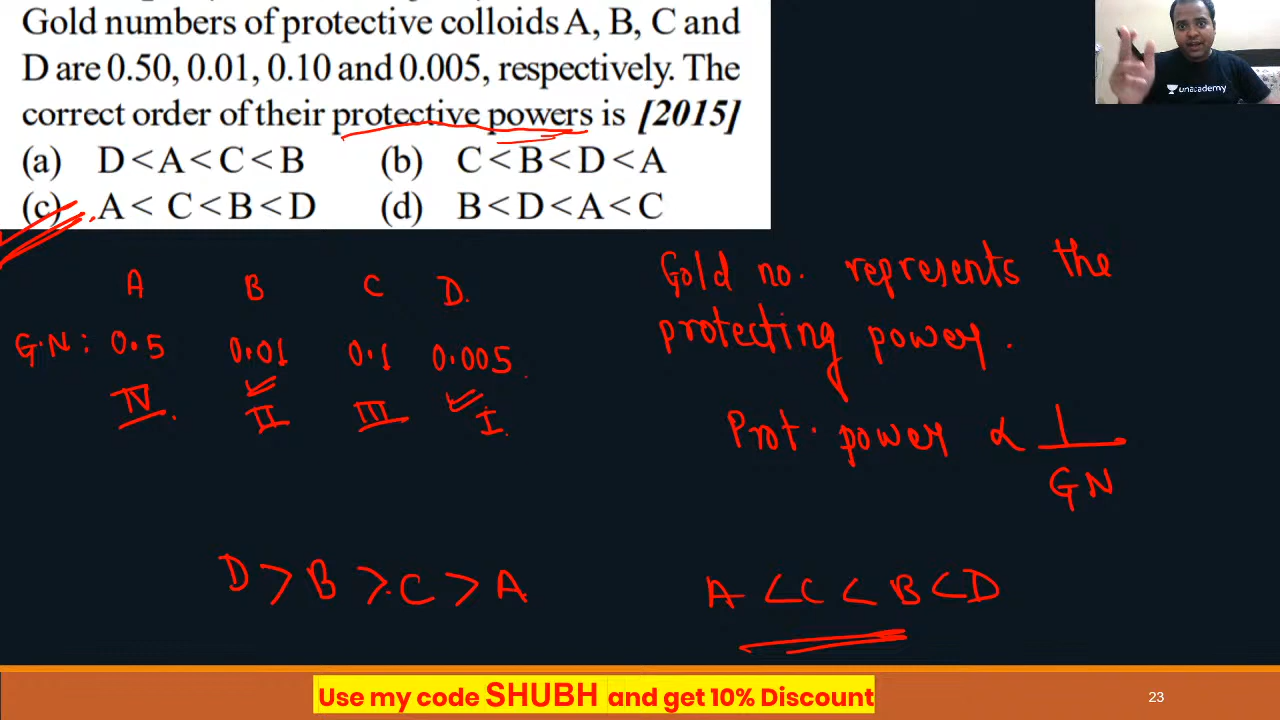 Gold numbers of protective colloids A, B, C and
D are 0.50, 0.01, 0.10 and 0.005, respectively. The
correct order of their protective powers is [2015]
(a) D<A<C<B (b) C<B<D<A
(c) A< C<B<D (d) B<D<A<C
unacademy
A B C D.
G.N: 0.5 0.01 0.1 0.005
IV II III I
Gold no. represents the
protecting power.
Prot. power ∝ 1/GN
D>B>C>A
A<C<B<D
Use my code SHUBH and get 10% Discount
23